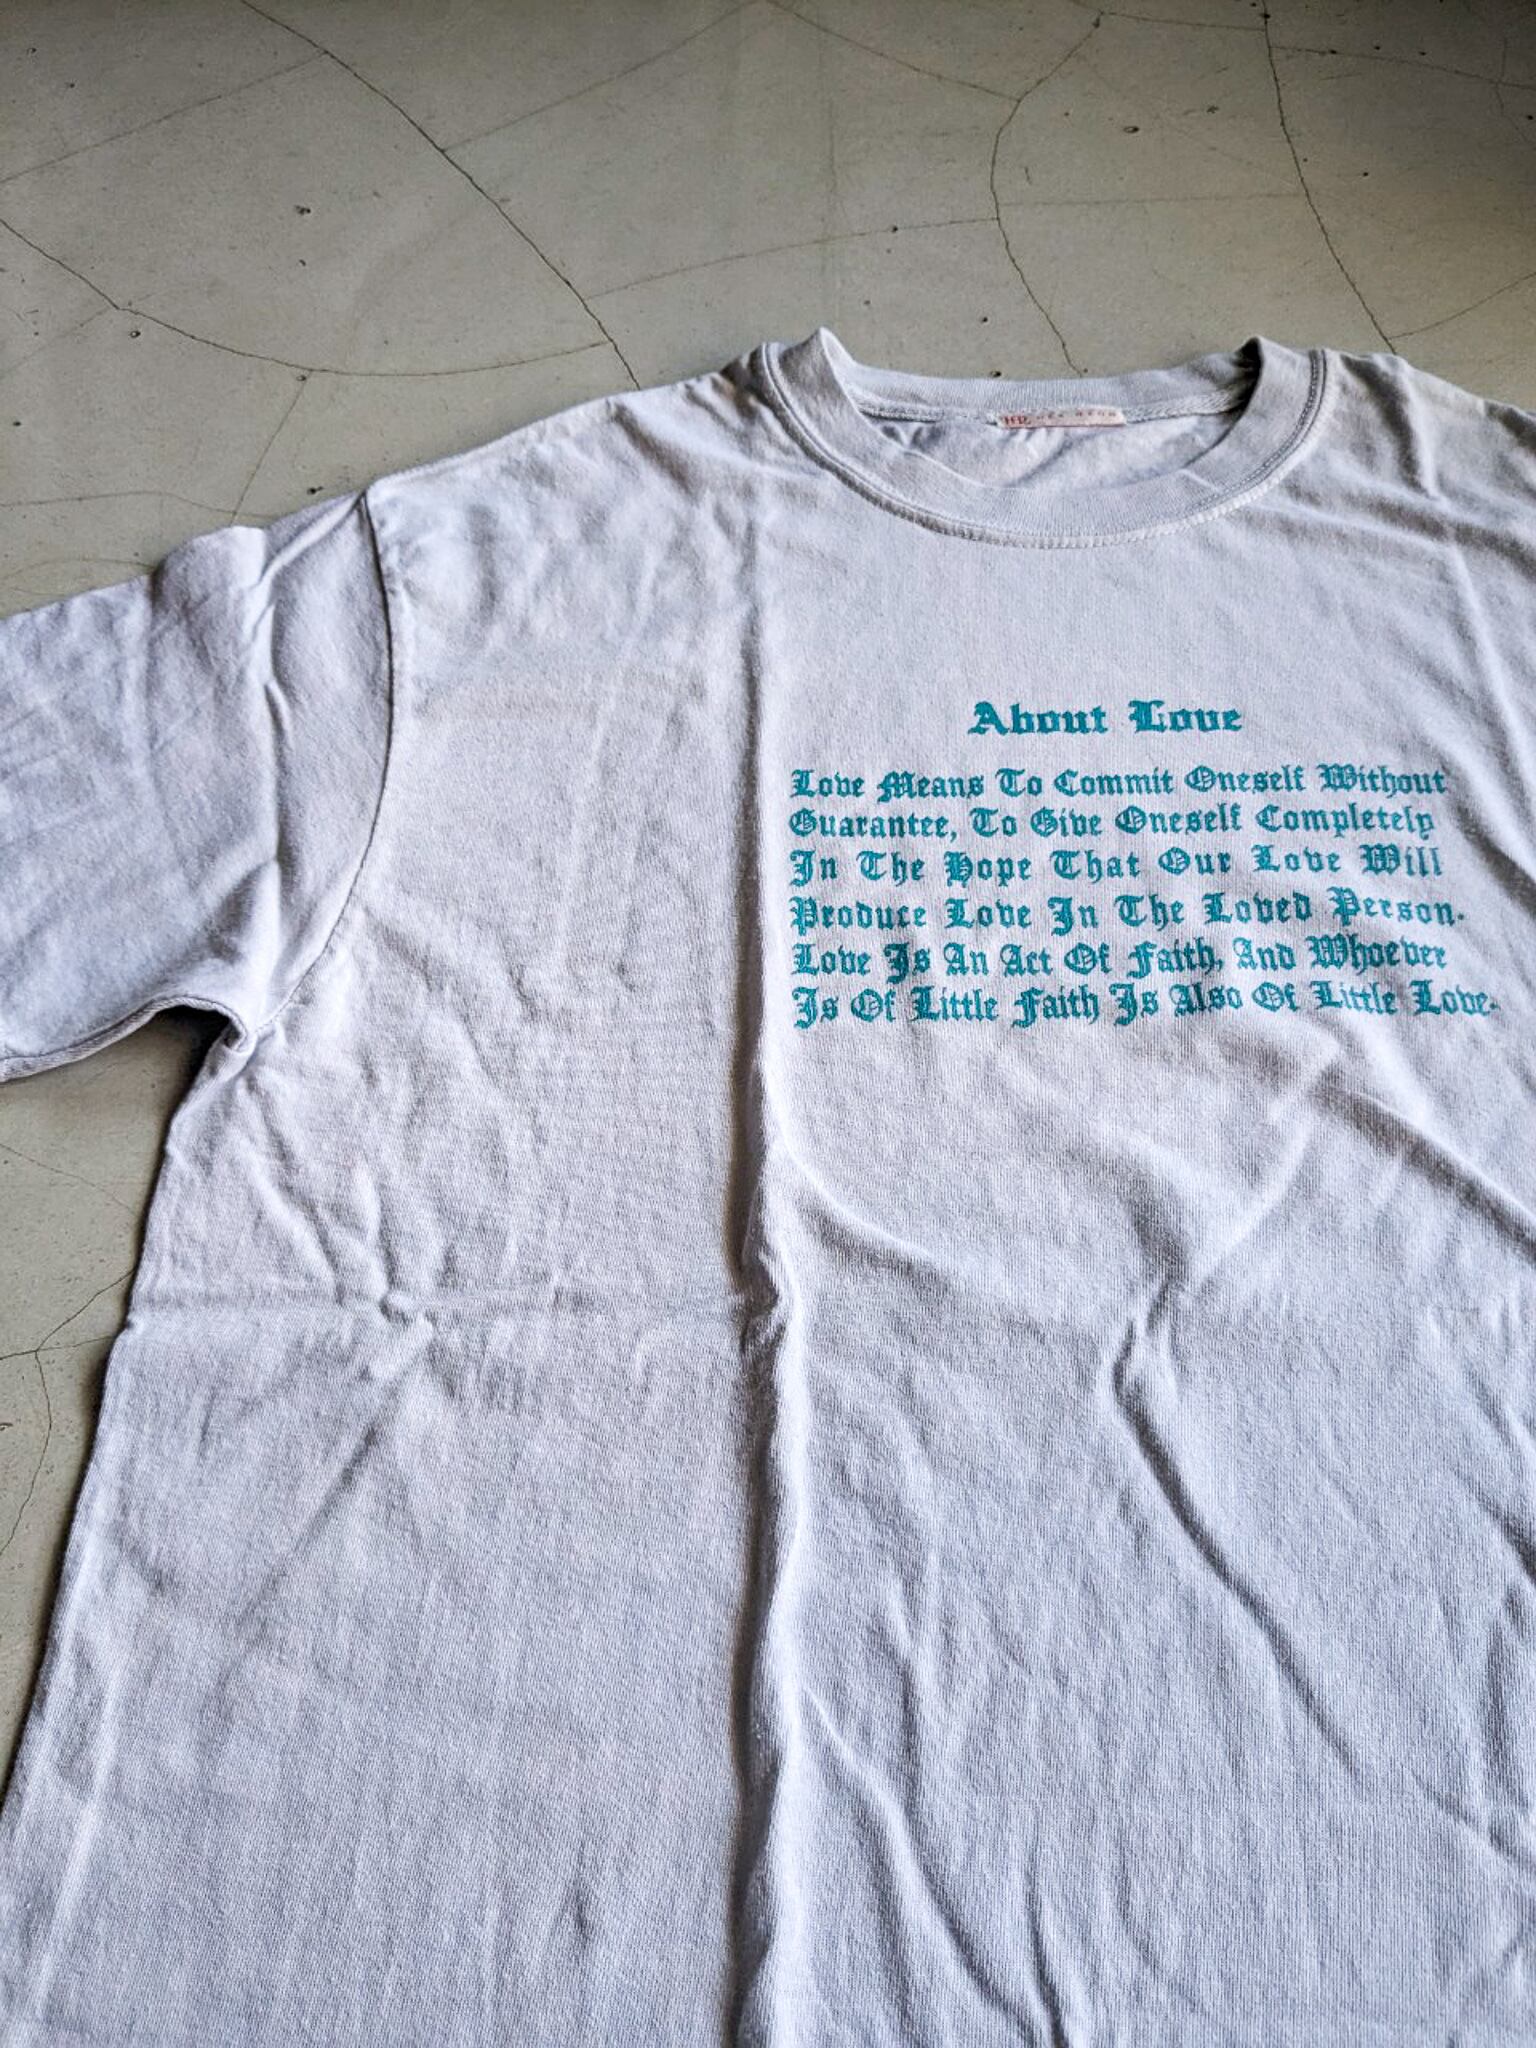 About Love
Love Means To Commit Oneself Without
Guarantee, To Give Oneself Completely
In The Hope That Our Love Will
Produce Love In The Loved Person.
Love Is An Act Of Faith, And Whoever
Is Of Little Faith Is Also Of Little Love.